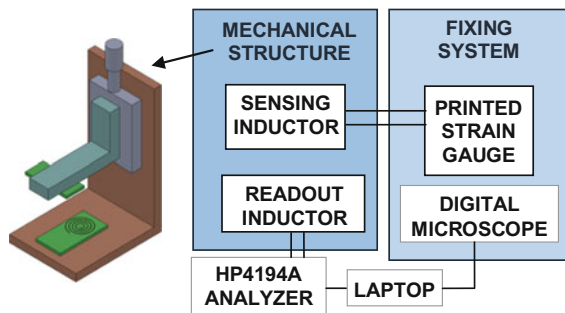 MECHANICAL
STRUCTURE
FIXING
SYSTEM
SENSING
INDUCTOR
PRINTED
STRAIN
GAUGE
READOUT
INDUCTOR
DIGITAL
MICROSCOPE
HP4194A
ANALYZER
LAPTOP